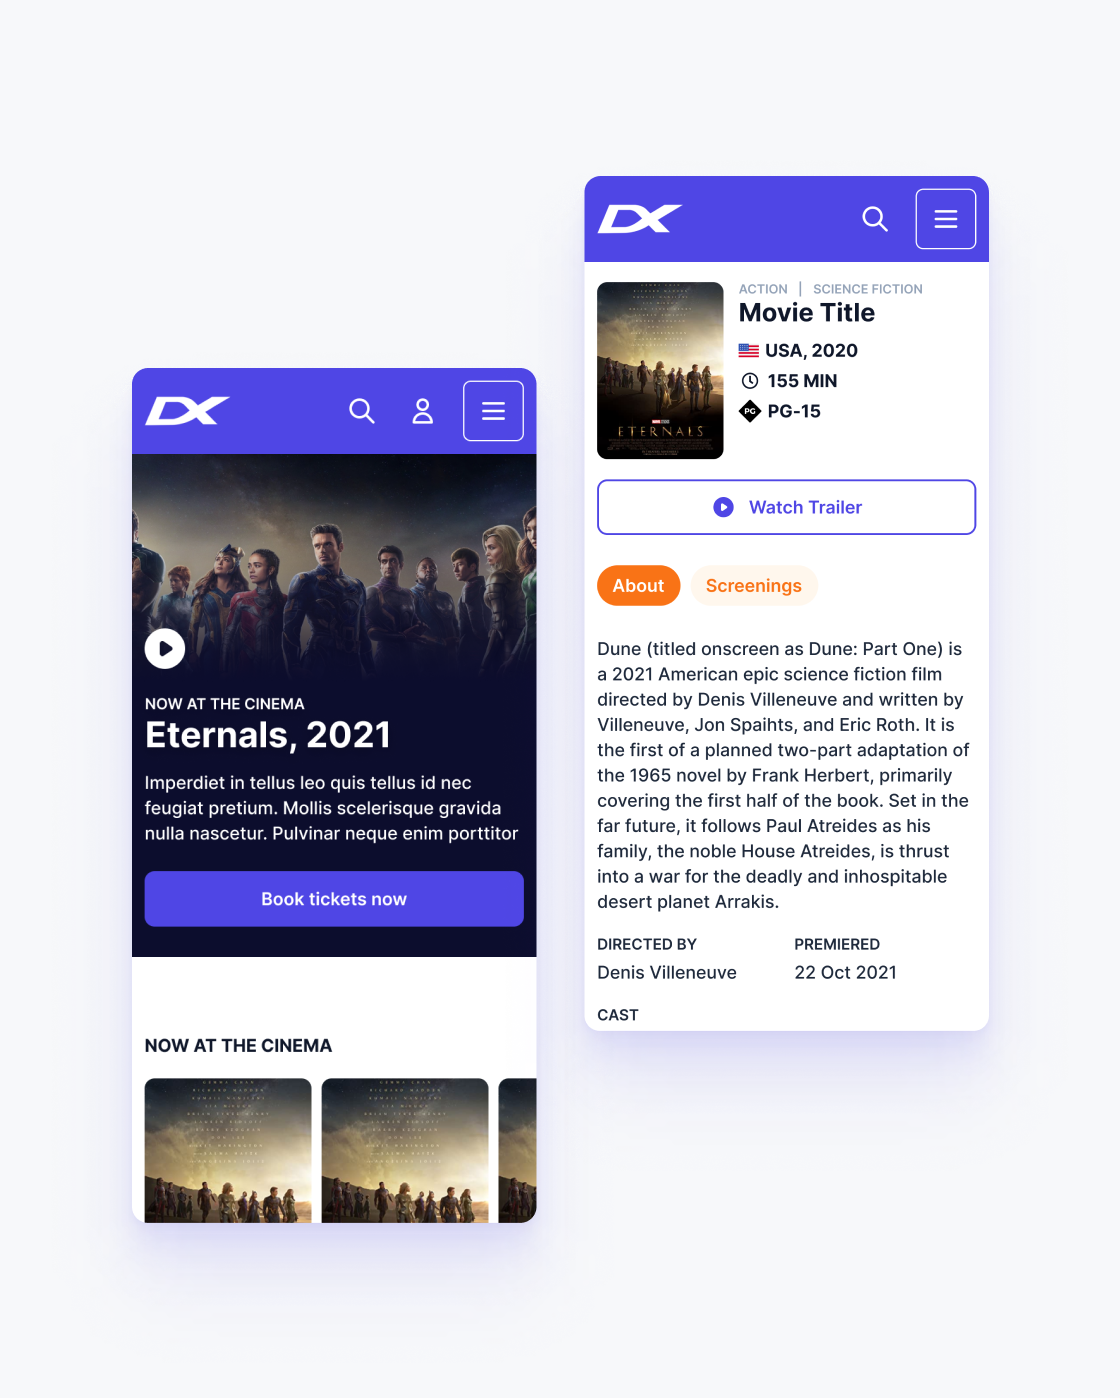 DX
NOW AT THE CINEMA
Eternals, 2021
Imperdiet in tellus leo quis tellus id nec
feugiat pretium. Mollis scelerisque gravida
nulla nascetur. Pulvinar neque enim porttitor
Book tickets now
NOW AT THE CINEMA
DX
ETERNALS
ACTION | SCIENCE FICTION
Movie Title
USA, 2020
155 MIN
PG PG-15
Watch Trailer
About Screenings
Dune (titled onscreen as Dune: Part One) is
a 2021 American epic science fiction film
directed by Denis Villeneuve and written by
Villeneuve, Jon Spaihts, and Eric Roth. It is
the first of a planned two-part adaptation of
the 1965 novel by Frank Herbert, primarily
covering the first half of the book. Set in the
far future, it follows Paul Atreides as his
family, the noble House Atreides, is thrust
into a war for the deadly and inhospitable
desert planet Arrakis.
DIRECTED BY PREMIERED
Denis Villeneuve 22 Oct 2021
CAST